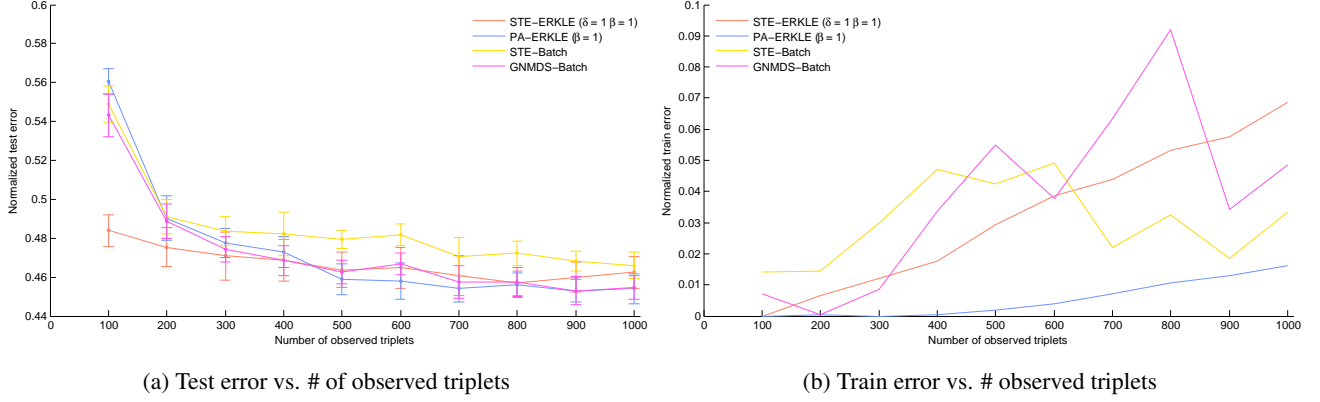 0.6
0.58
0.56
0.54
0.52
0.5
0.48
0.46
0.44
Normalized test error
STE−ERKLE (δ = 1 β = 1)
PA−ERKLE (β = 1)
STE−Batch
GNMDS−Batch
0 100 200 300 400 500 600 700 800 900 1000
Number of observed triplets
(a) Test error vs. # of observed triplets
0.1
0.09
0.08
0.07
0.06
0.05
0.04
0.03
0.02
0.01
0
Normalized train error
STE−ERKLE (δ = 1 β = 1)
PA−ERKLE (β = 1)
STE−Batch
GNMDS−Batch
0 100 200 300 400 500 600 700 800 900 1000
Number of observed triplets
(b) Train error vs. # observed triplets